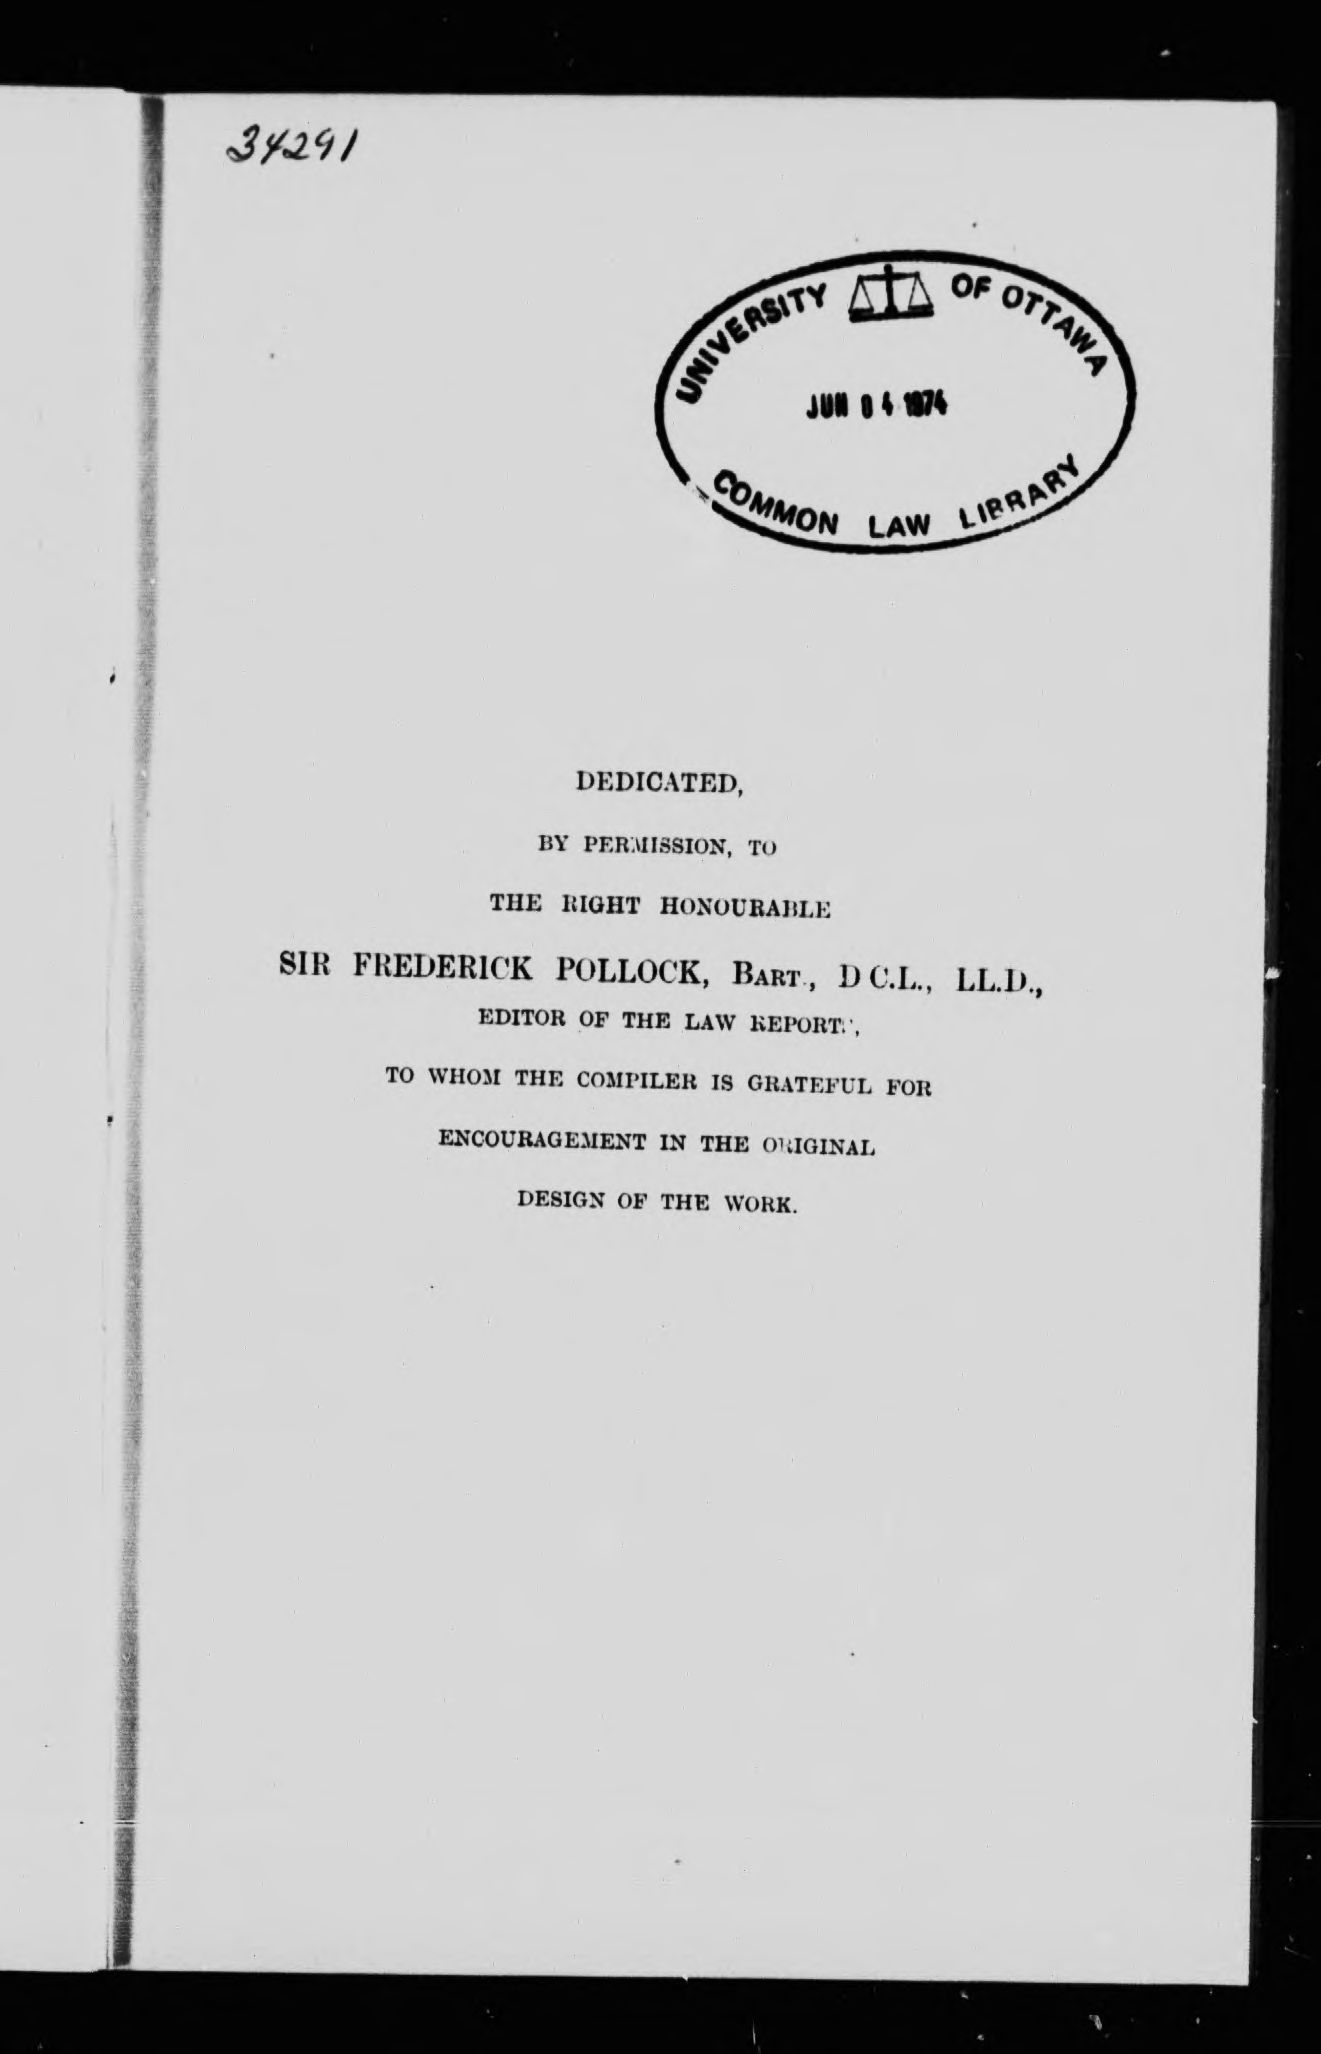 34291
UNIVERSITY OF OTTAWA
JUN 04 1974
COMMON LAW LIBRARY
DEDICATED,
BY PERMISSION, TO
THE RIGHT HONOURABLE
SIR FREDERICK POLLOCK, BART., D C.L., LL.D.,
EDITOR OF THE LAW REPORTS,
TO WHOM THE COMPILER IS GRATEFUL FOR
ENCOURAGEMENT IN THE ORIGINAL
DESIGN OF THE WORK.